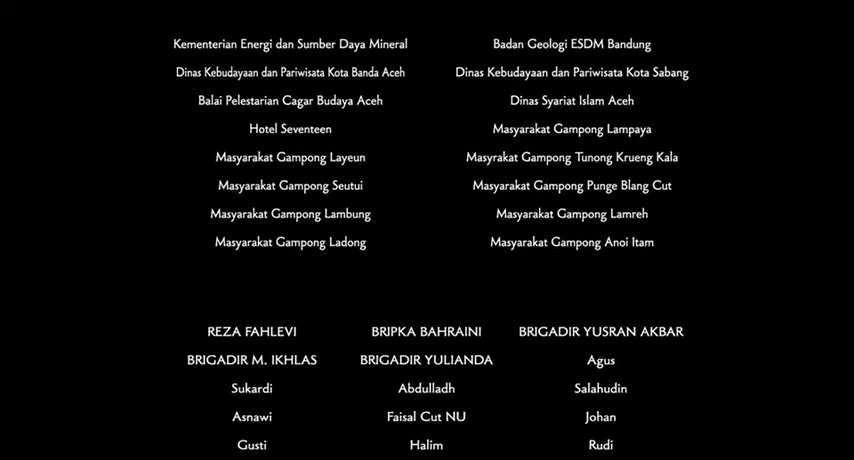 Kementerian Energi dan Sumber Daya Mineral Badan Geologi ESDM Bandung
Dinas Kebudayaan dan Pariwisata Kota Banda Aceh Dinas Kebudayaan dan Pariwisata Kota Sabang
Balai Pelestarian Cagar Budaya Aceh Dinas Syariat Islam Aceh
Hotel Seventeen Masyarakat Gampong Lampaya
Masyarakat Gampong Layeun Masyrakat Gampong Tunong Krueng Kala
Masyarakat Gampong Seutui Masyarakat Gampong Punge Blang Cut
Masyarakat Gampong Lambung Masyarakat Gampong Lamreh
Masyarakat Gampong Ladong Masyarakat Gampong Anoi Itam
REZA FAHLEVI BRIPKA BAHRAINI BRIGADIR YUSRAN AKBAR
BRIGADIR M. IKHLAS BRIGADIR YULIANDA Agus
Sukardi Abdulladh Salahudin
Asnawi Faisal Cut NU Johan
Gusti Halim Rudi